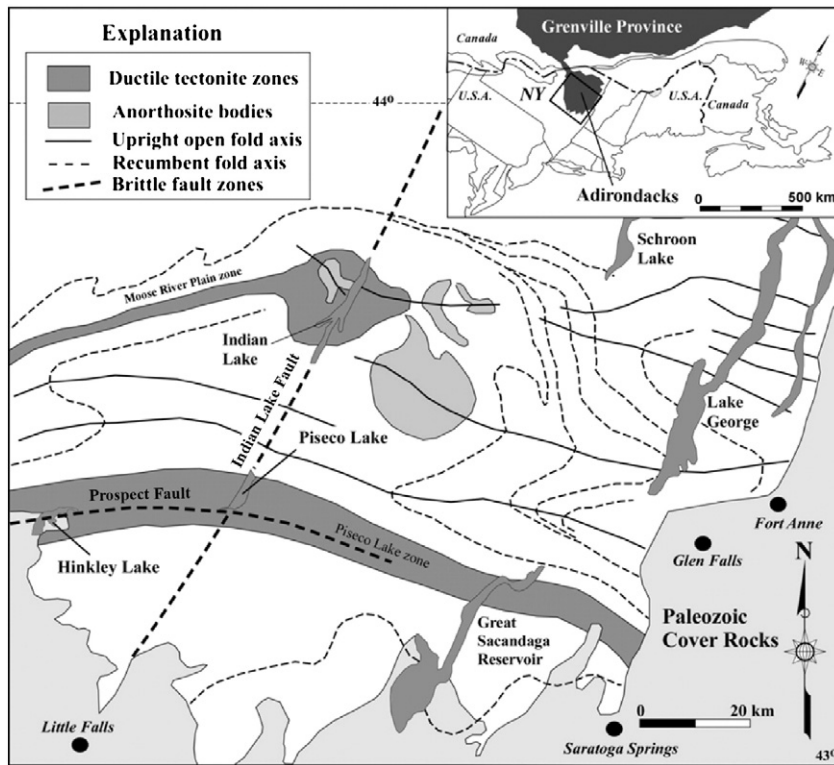 Explanation
Ductile tectonite zones
Anorthosite bodies
Upright open fold axis
Recumbent fold axis
Brittle fault zones
44o
Grenville Province
Canada
U.S.A.
NY
U.S.A.
Canada
W
E
Adirondacks
0 500 km
Schroon
Lake
Moose River Plain zone
Indian
Lake
Indian Lake Fault
Piseco Lake
Lake
George
Prospect Fault
Piseco Lake zone
Hinkley Lake
Great
Sacandaga
Reservoir
Fort Anne
Glen Falls
N
Paleozoic
Cover Rocks
0 20 km
Little Falls
Saratoga Springs
43o